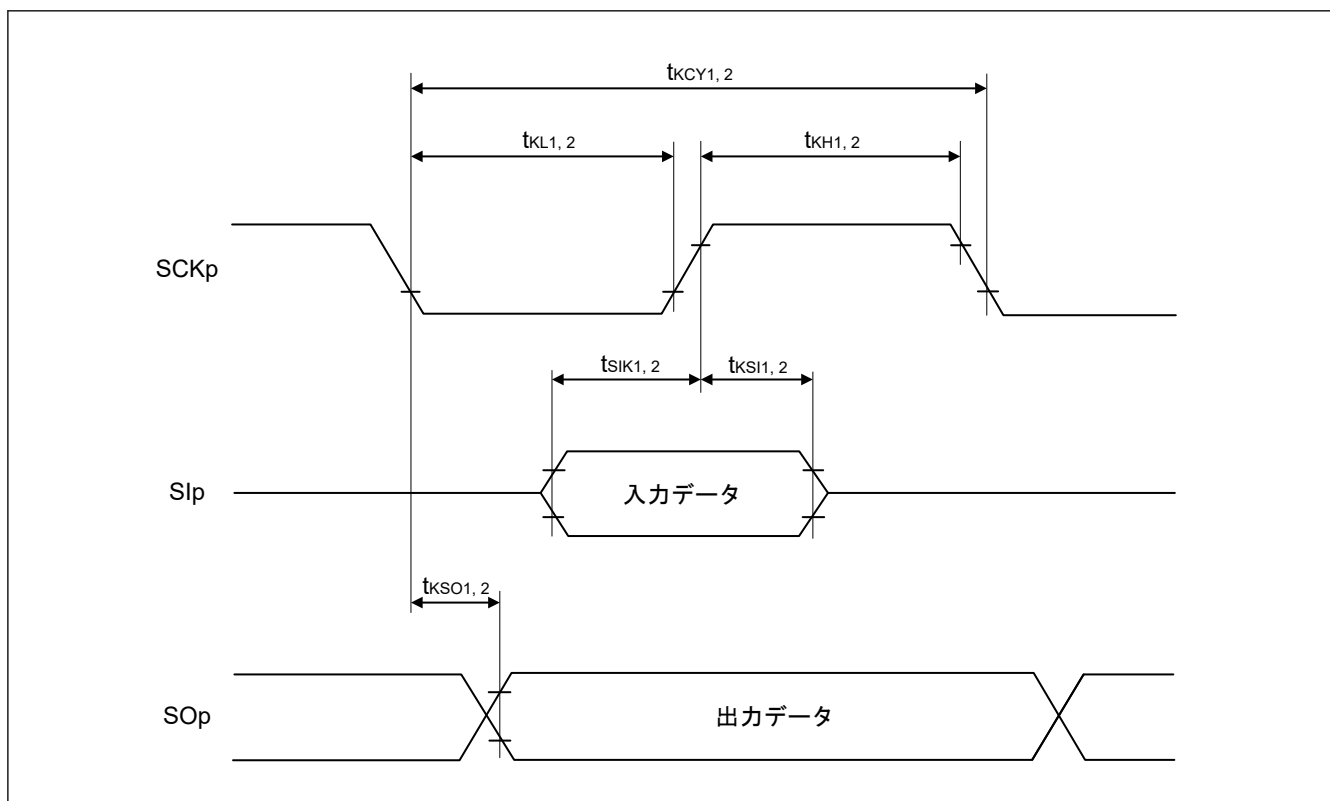 tKCY1, 2
tKL1, 2
tKH1, 2
SCKp
tSIK1, 2
tKSI1, 2
SIp
入力データ
tKSO1, 2
SOp
出力データ